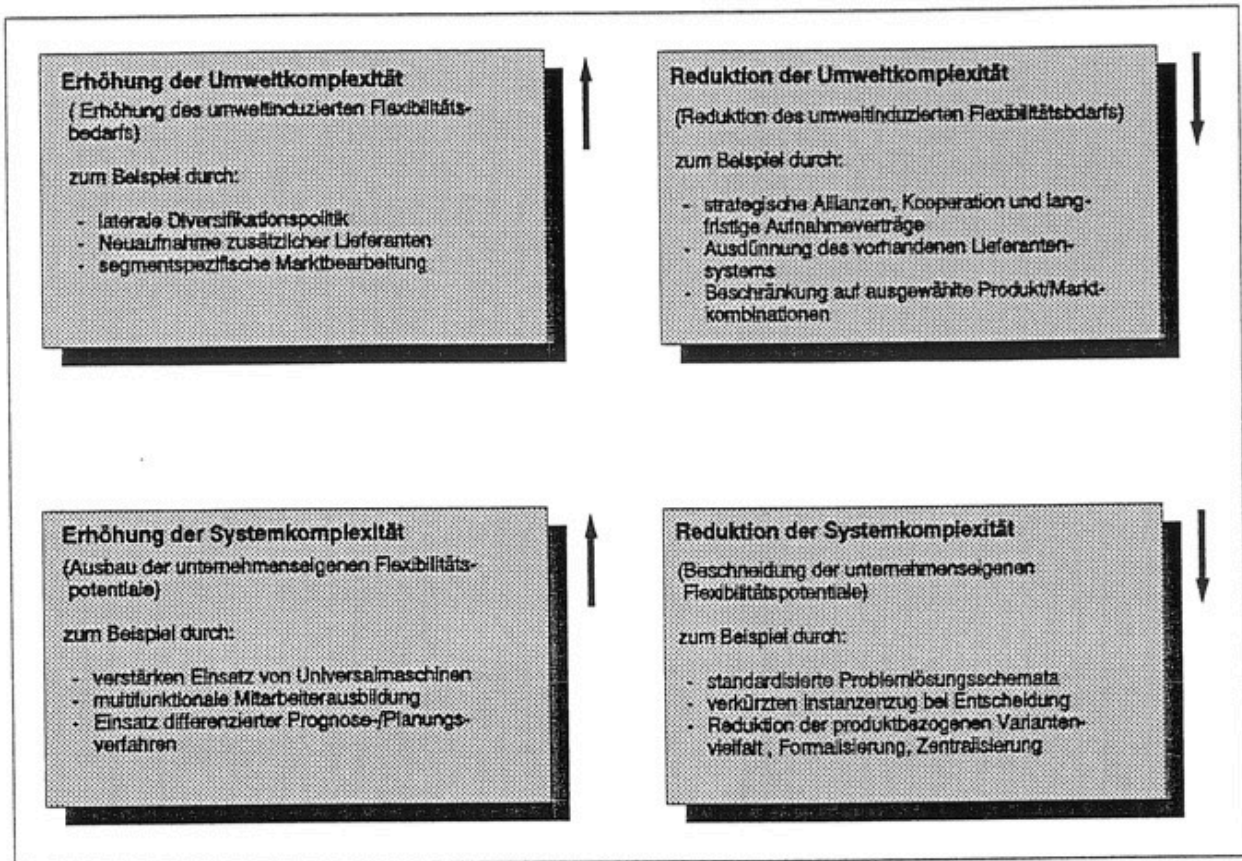 Erhöhung der Umweltkomplexität
( Erhöhung des umweltinduzierten Flexibilitäts-
bedarfs)
zum Beispiel durch:
- laterale Diversifikationspolitik
- Neuaufnahme zusätzlicher Lieferanten
- segmentspezifische Marktbearbeitung
Reduktion der Umweltkomplexität
(Reduktion des umweltinduzierten Flexibilitätsbdarfs)
zum Beispiel durch:
- strategische Allianzen, Kooperation und lang-
fristige Aufnahmeverträge
- Ausdünnung des vorhandenen Lieferanten-
systems
- Beschränkung auf ausgewählte Produkt/Markt-
kombinationen
Erhöhung der Systemkomplexität
(Ausbau der unternehmenseigenen Flexibilitäts-
potentiale)
zum Beispiel durch:
- verstärken Einsatz von Universalmaschinen
- multifunktionale Mitarbeiterausbildung
- Einsatz differenzierter Prognose-/Planungs-
verfahren
Reduktion der Systemkomplexität
(Beschneidung der unternehmenseigenen
Flexibilitätspotentiale)
zum Beispiel durch:
- standardisierte Problemlösungsschemata
- verkürzten Instanzenzug bei Entscheidung
- Reduktion der produktbezogenen Varianten-
vielfalt , Formalisierung, Zentralisierung